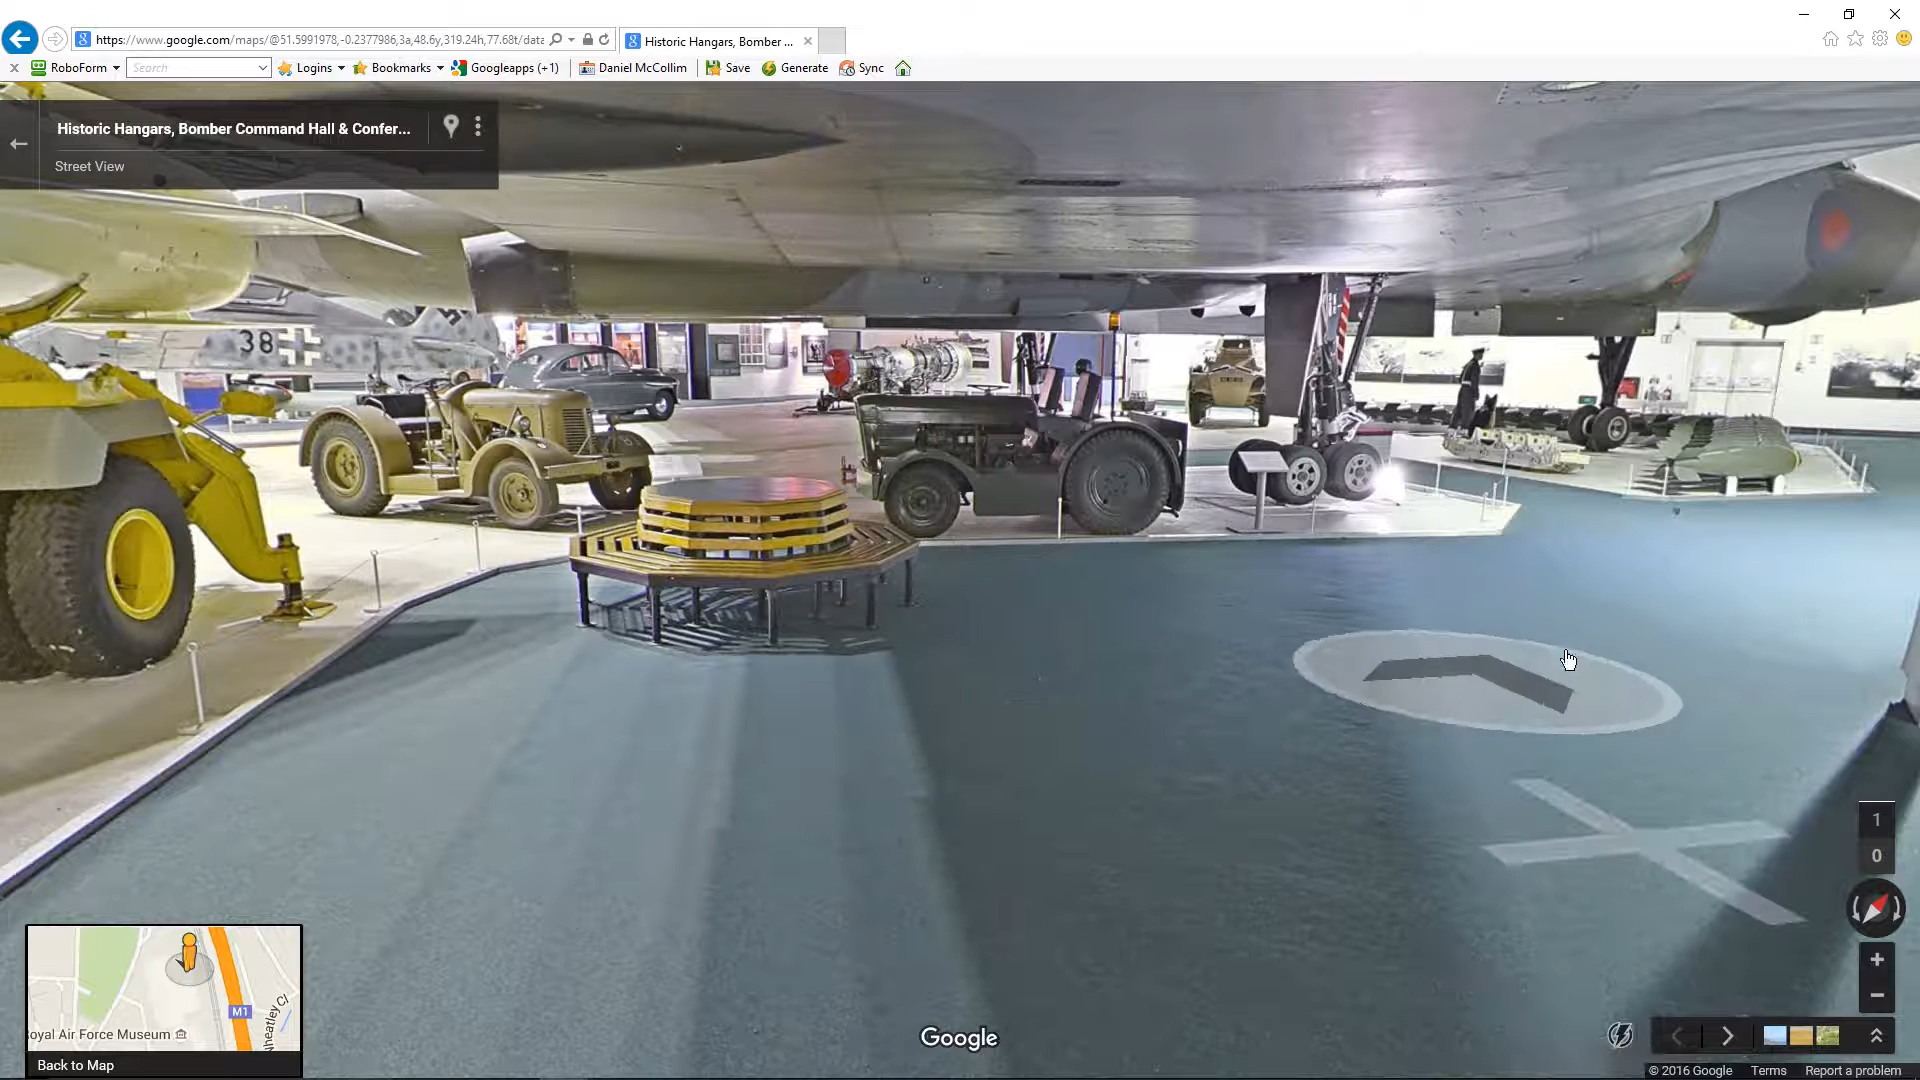 https://www.google.com/maps/@51.5991978,-0.2377986,3a,48.6y,319.24h,77.68t/data
Historic Hangars, Bomber ...
RoboForm
Search
Logins
Bookmarks
Googleapps (+1)
Daniel McCollim
Save
Generate
Sync
Historic Hangars, Bomber Command Hall & Confer...
Street View
38
1
0
M1
Wheatley Cl
oyal Air Force Museum
Back to Map
Google
© 2016 Google
Terms
Report a problem